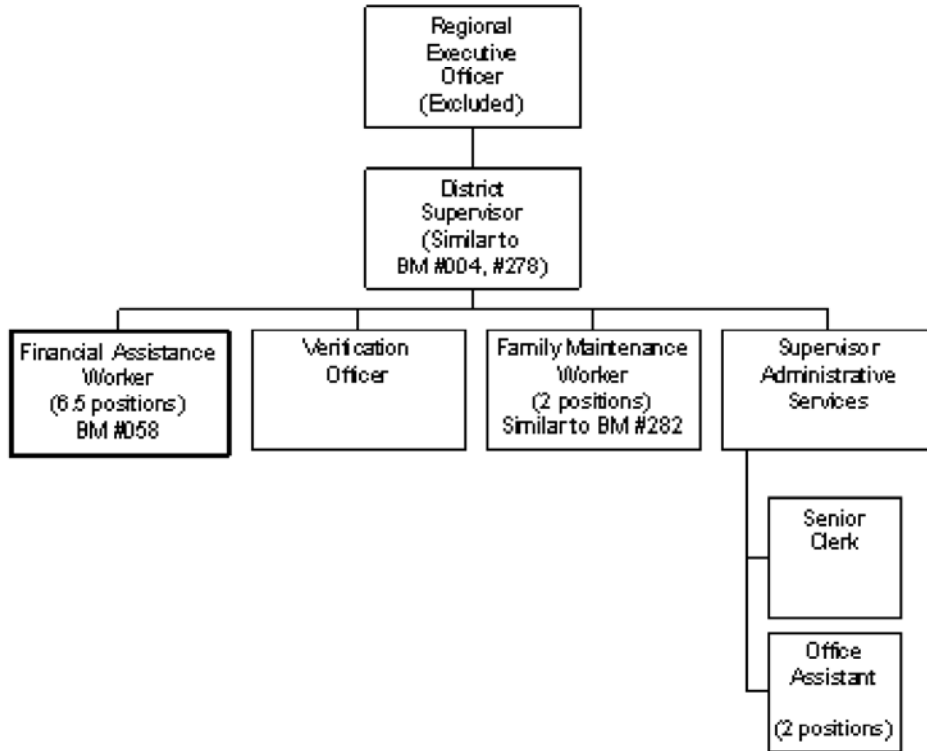 Regional
Executive
Officer
(Excluded)
District
Supervisor
(Similar to
BM #004, #278)
Financial Assistance
Worker
(6.5 positions)
BM #058
Verification
Officer
Family Maintenance
Worker
(2 positions)
Similar to BM #282
Supervisor
Administrative
Services
Senior
Clerk
Office
Assistant
(2 positions)